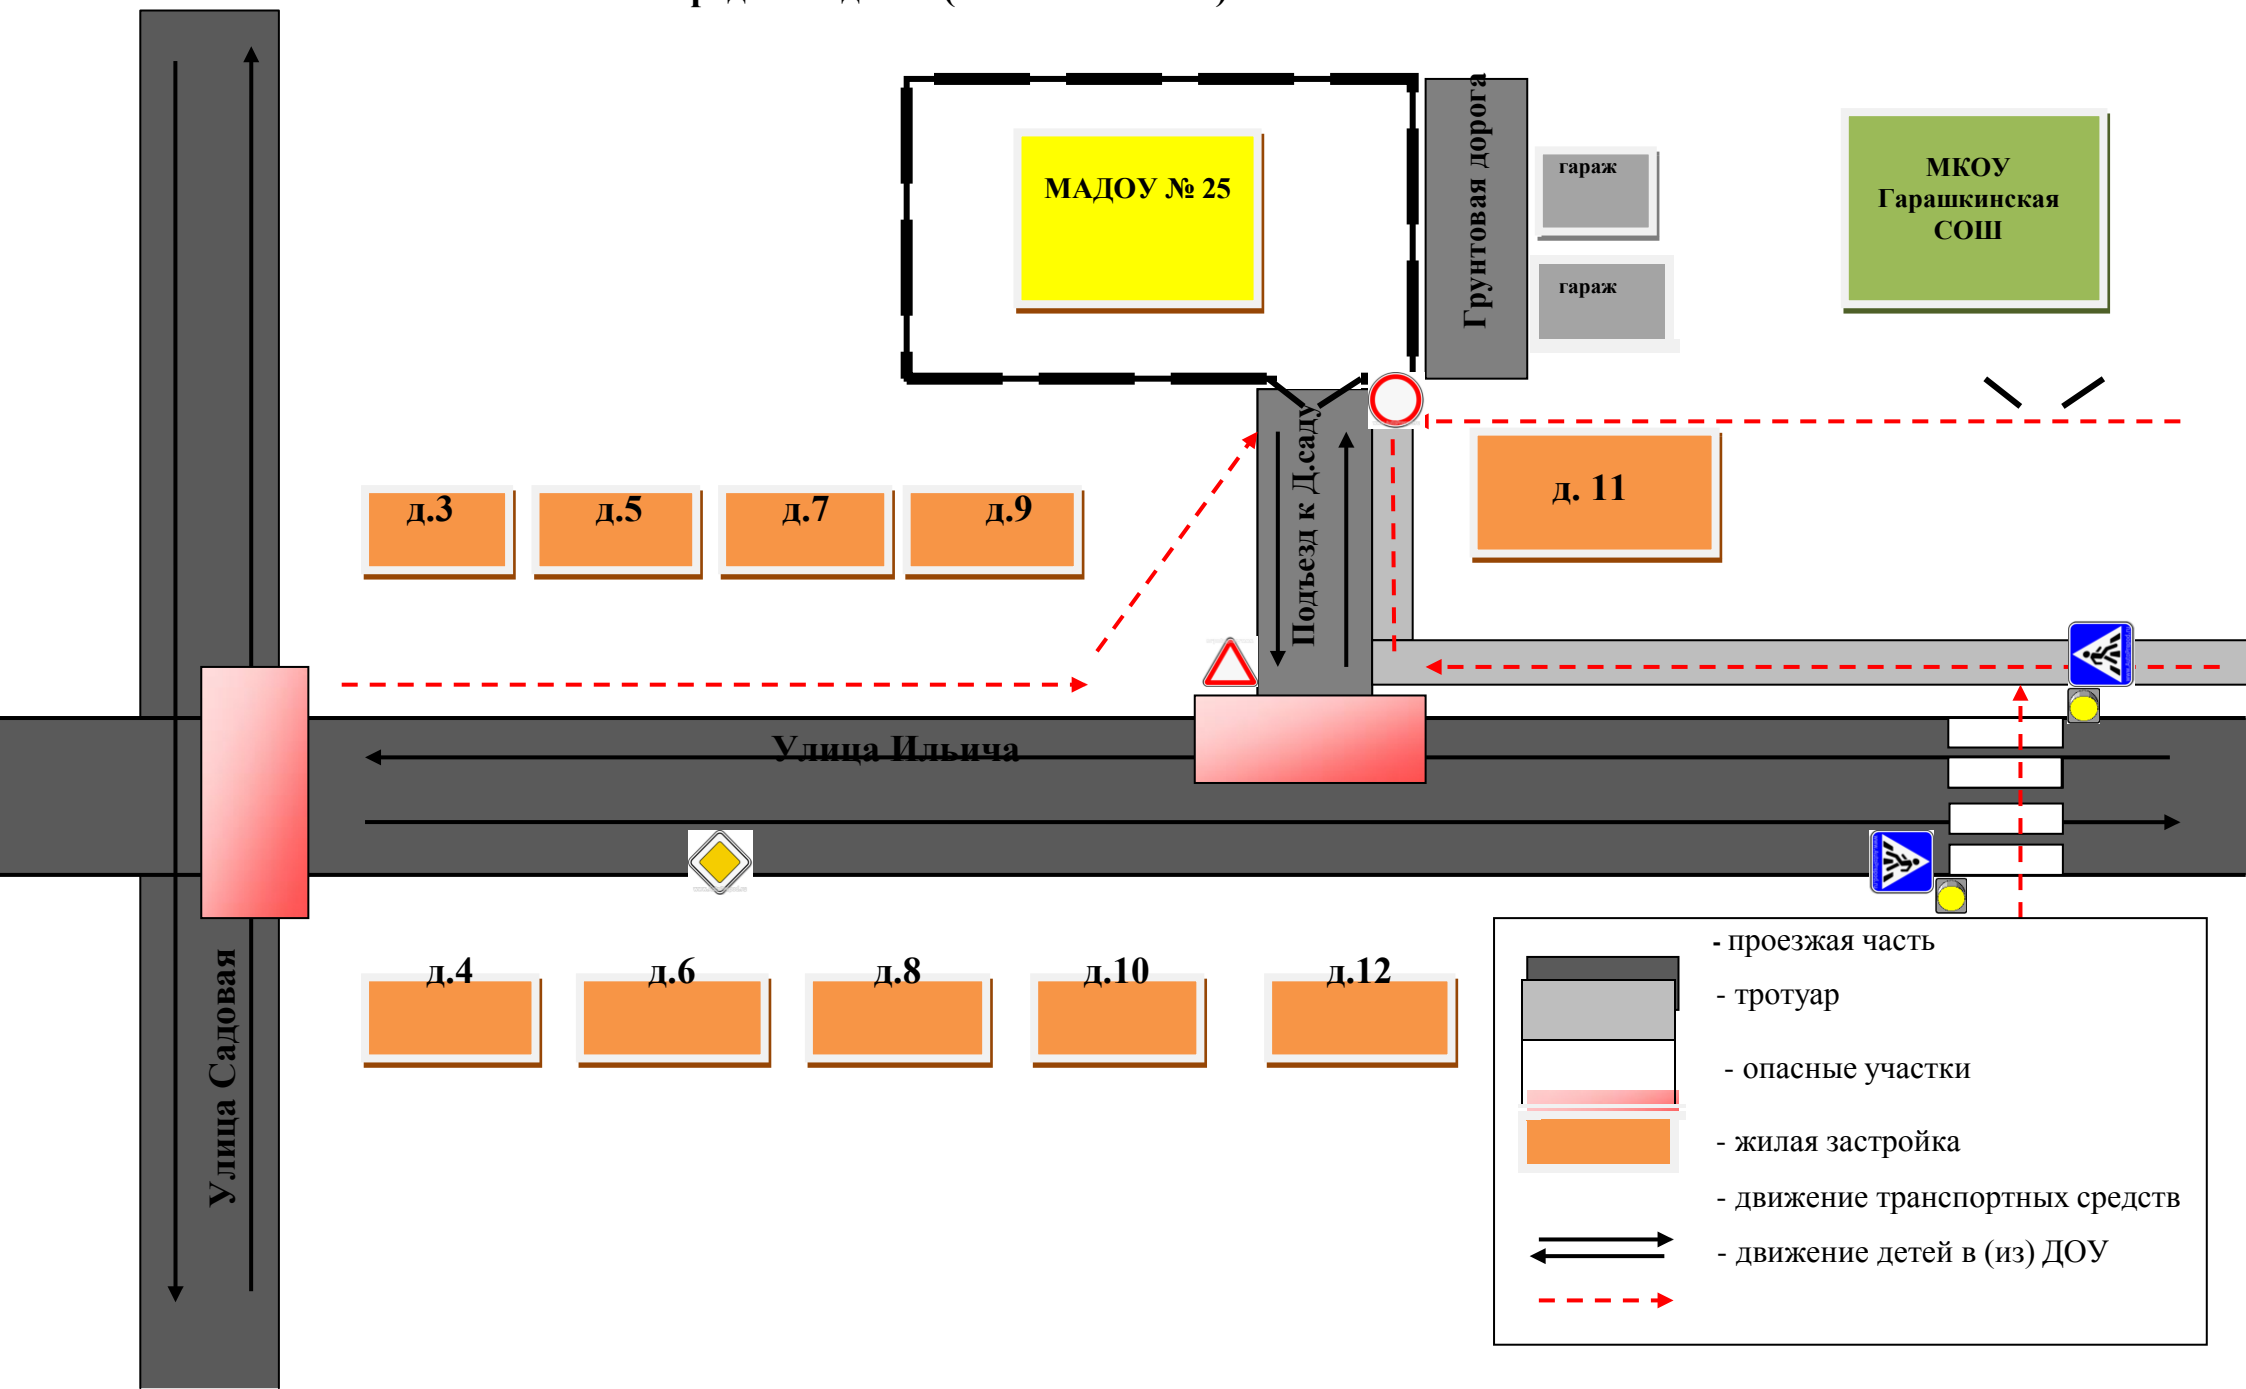 МАДОУ № 25
Грунтовая дорога
гараж
гараж
МКОУ
Гарашкинская
СОШ
д.3
д.5
д.7
д.9
Подъезд к Д.саду
д. 11
Улица Ильича
Улица Садовая
д.4
д.6
д.8
д.10
д.12
- проезжая часть
- тротуар
- опасные участки
- жилая застройка
- движение транспортных средств
- движение детей в (из) ДОУ